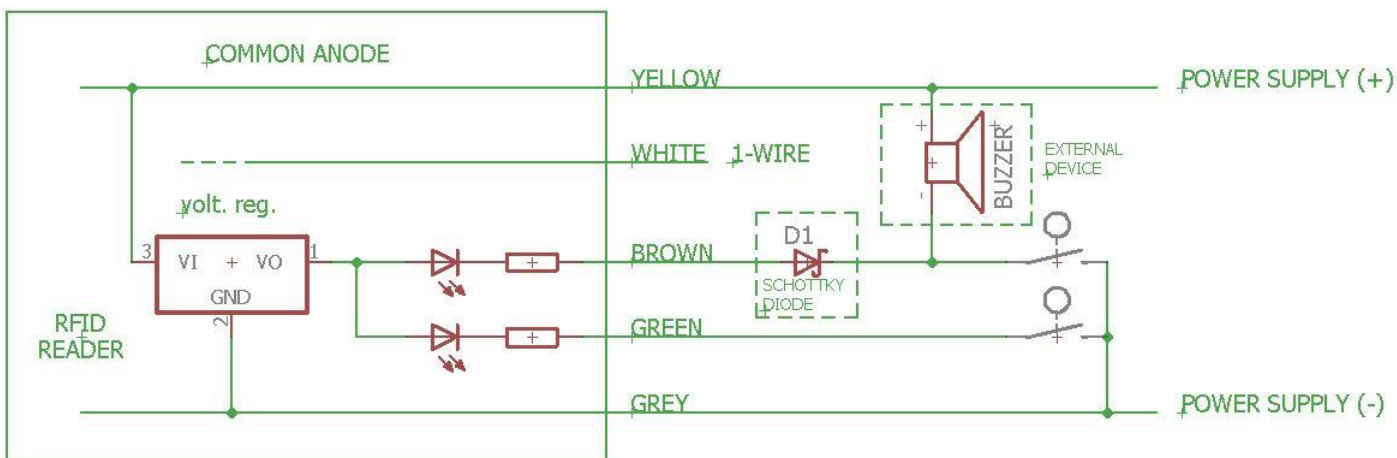 COMMON ANODE
YELLOW
POWER SUPPLY (+)
+
+
BUZZER
-
EXTERNAL
DEVICE
WHITE
1-WIRE
volt. reg.
3
VI
VO
1
GND
2
BROWN
D1
SCHOTTKY
DIODE
RFID
READER
GREEN
GREY
POWER SUPPLY (-)